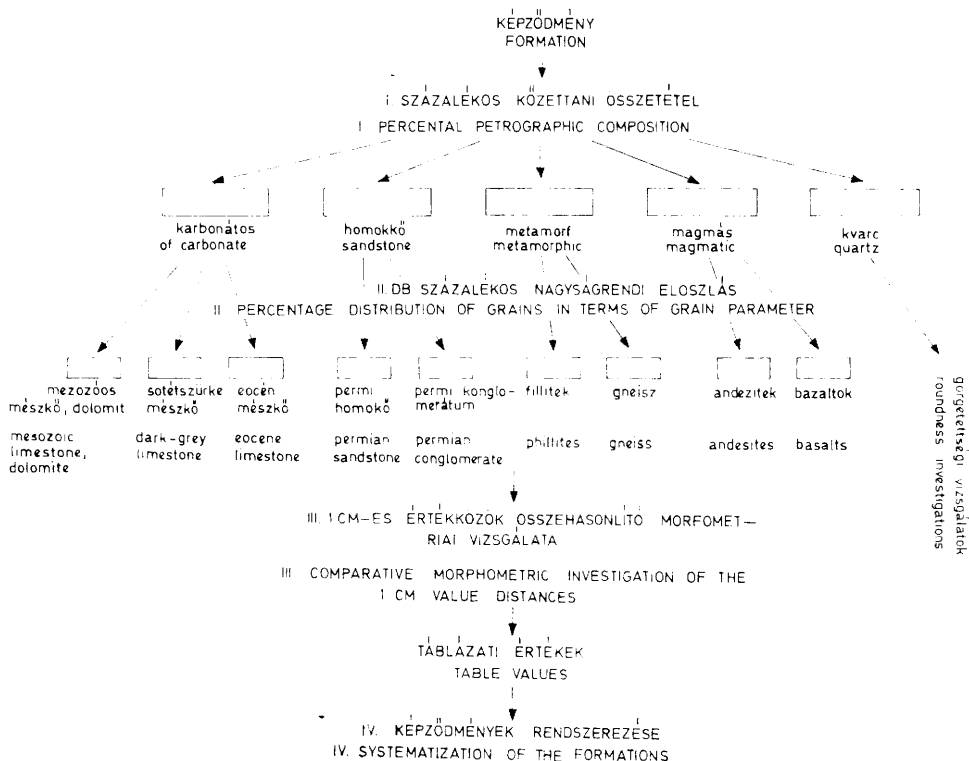 KÉPZŐDMÉNY
FORMATION
I. SZÁZALÉKOS KŐZETTANI ÖSSZETÉTEL
I PERCENTAL PETROGRAPHIC COMPOSITION
karbonátos
of carbonate
homokkő
sandstone
metamorf
metamorphic
magmás
magmatic
kvarc
quartz
II. DB SZÁZALÉKOS NAGYSÁGRENDI ELOSZLÁS
II PERCENTAGE DISTRIBUTION OF GRAINS IN TERMS OF GRAIN PARAMETER
mezozóos
mészkő, dolomit
mesozoic
limestone,
dolomite
sötétszürke
mészkő
dark-grey
limestone
eocén
mészkő
eocene
limestone
permi
homokő
permian
sandstone
permi konglo-
merátum
permian
conglomerate
fillitek
phillites
gneisz
gneiss
andezitek
andesites
bazaltok
basalts
görgetettségi vizsgálatok
roundness investigations
III. 1 CM-ES ÉRTÉKKÖZÖK ÖSSZEHASONLÍTÓ MORFOMET-
RIAI VIZSGÁLATA
III COMPARATIVE MORPHOMETRIC INVESTIGATION OF THE
1 CM VALUE DISTANCES
TÁBLÁZATI ÉRTÉKEK
TABLE VALUES
IV. KÉPZŐDMÉNYEK RENDSZEREZÉSE
IV. SYSTEMATIZATION OF THE FORMATIONS